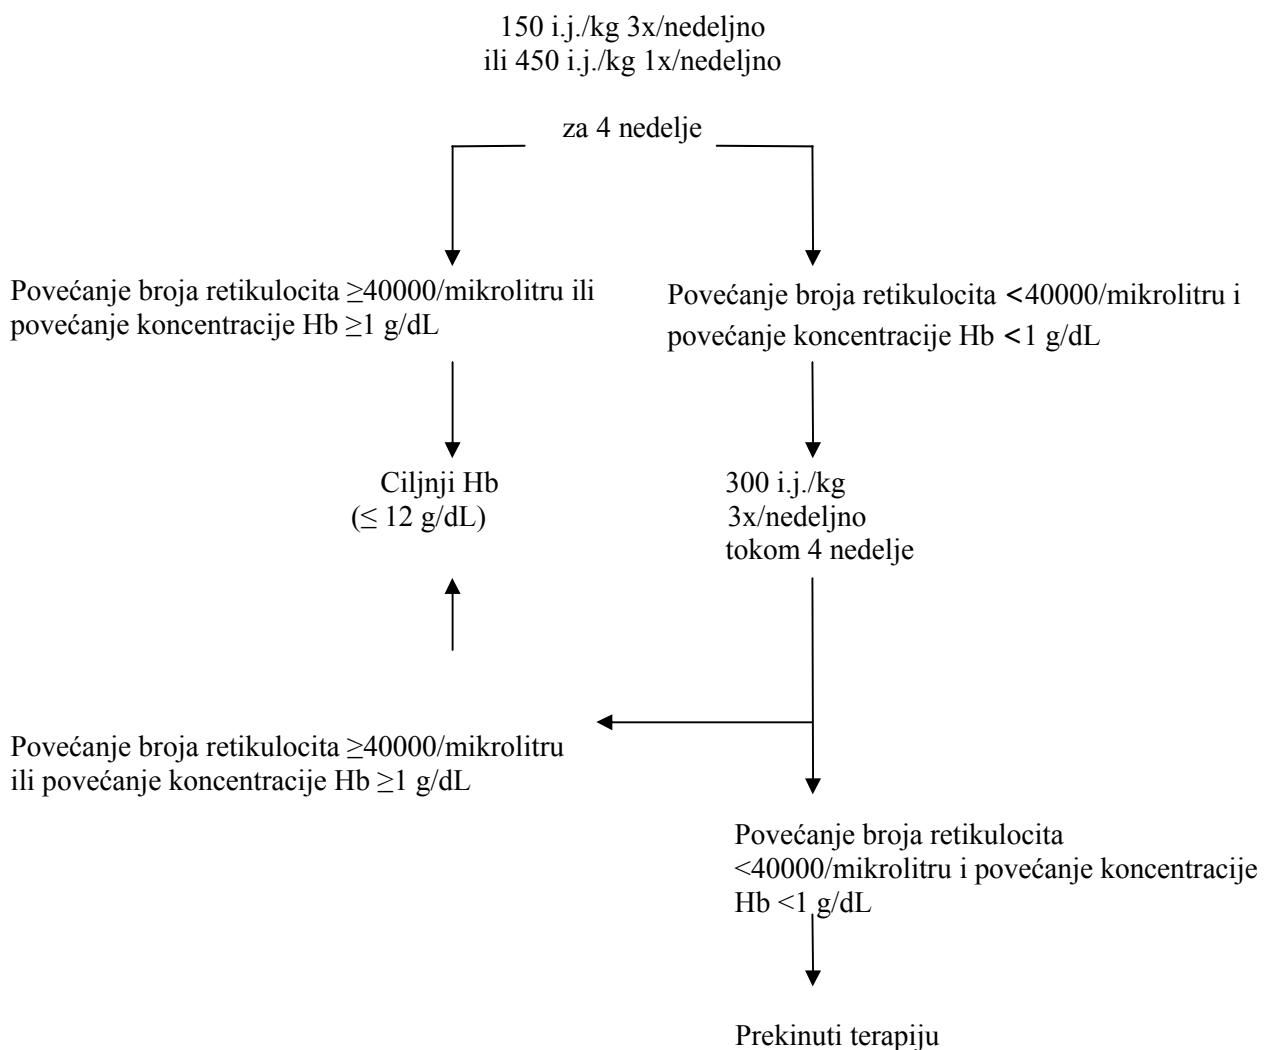 150 i.j./kg 3x/nedeljno
ili 450 i.j./kg 1x/nedeljno
za 4 nedelje
Povećanje broja retikulocita ≥40000/mikrolitru ili
povećanje koncentracije Hb ≥1 g/dL
Povećanje broja retikulocita <40000/mikrolitru i
povećanje koncentracije Hb <1 g/dL
Ciljnji Hb
(≤ 12 g/dL)
300 i.j./kg
3x/nedeljno
tokom 4 nedelje
Povećanje broja retikulocita ≥40000/mikrolitru
ili povećanje koncentracije Hb ≥1 g/dL
Povećanje broja retikulocita
<40000/mikrolitru i povećanje koncentracije
Hb <1 g/dL
Prekinuti terapiju